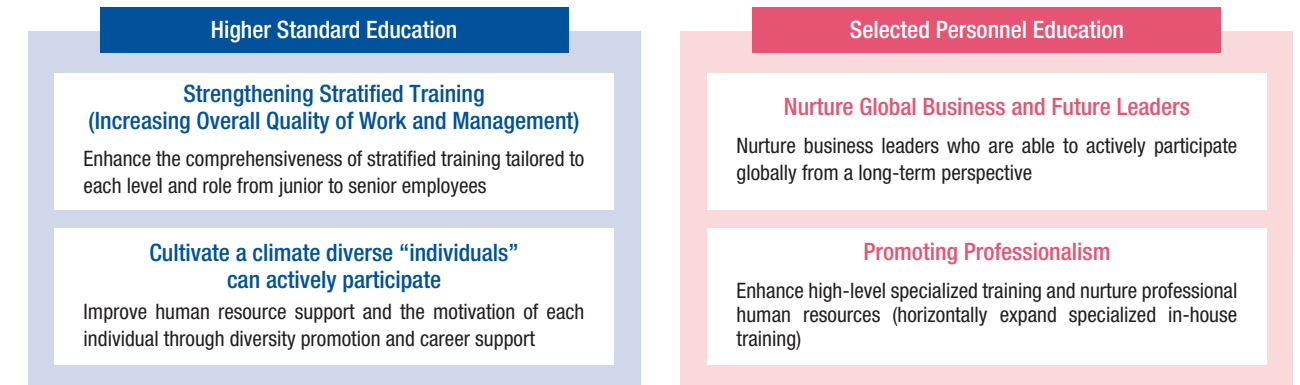 Higher Standard Education
Strengthening Stratified Training
(Increasing Overall Quality of Work and Management)
Enhance the comprehensiveness of stratified training tailored to
each level and role from junior to senior employees
Cultivate a climate diverse “individuals”
can actively participate
Improve human resource support and the motivation of each
individual through diversity promotion and career support
Selected Personnel Education
Nurture Global Business and Future Leaders
Nurture business leaders who are able to actively participate
globally from a long-term perspective
Promoting Professionalism
Enhance high-level specialized training and nurture professional
human resources (horizontally expand specialized in-house
training)